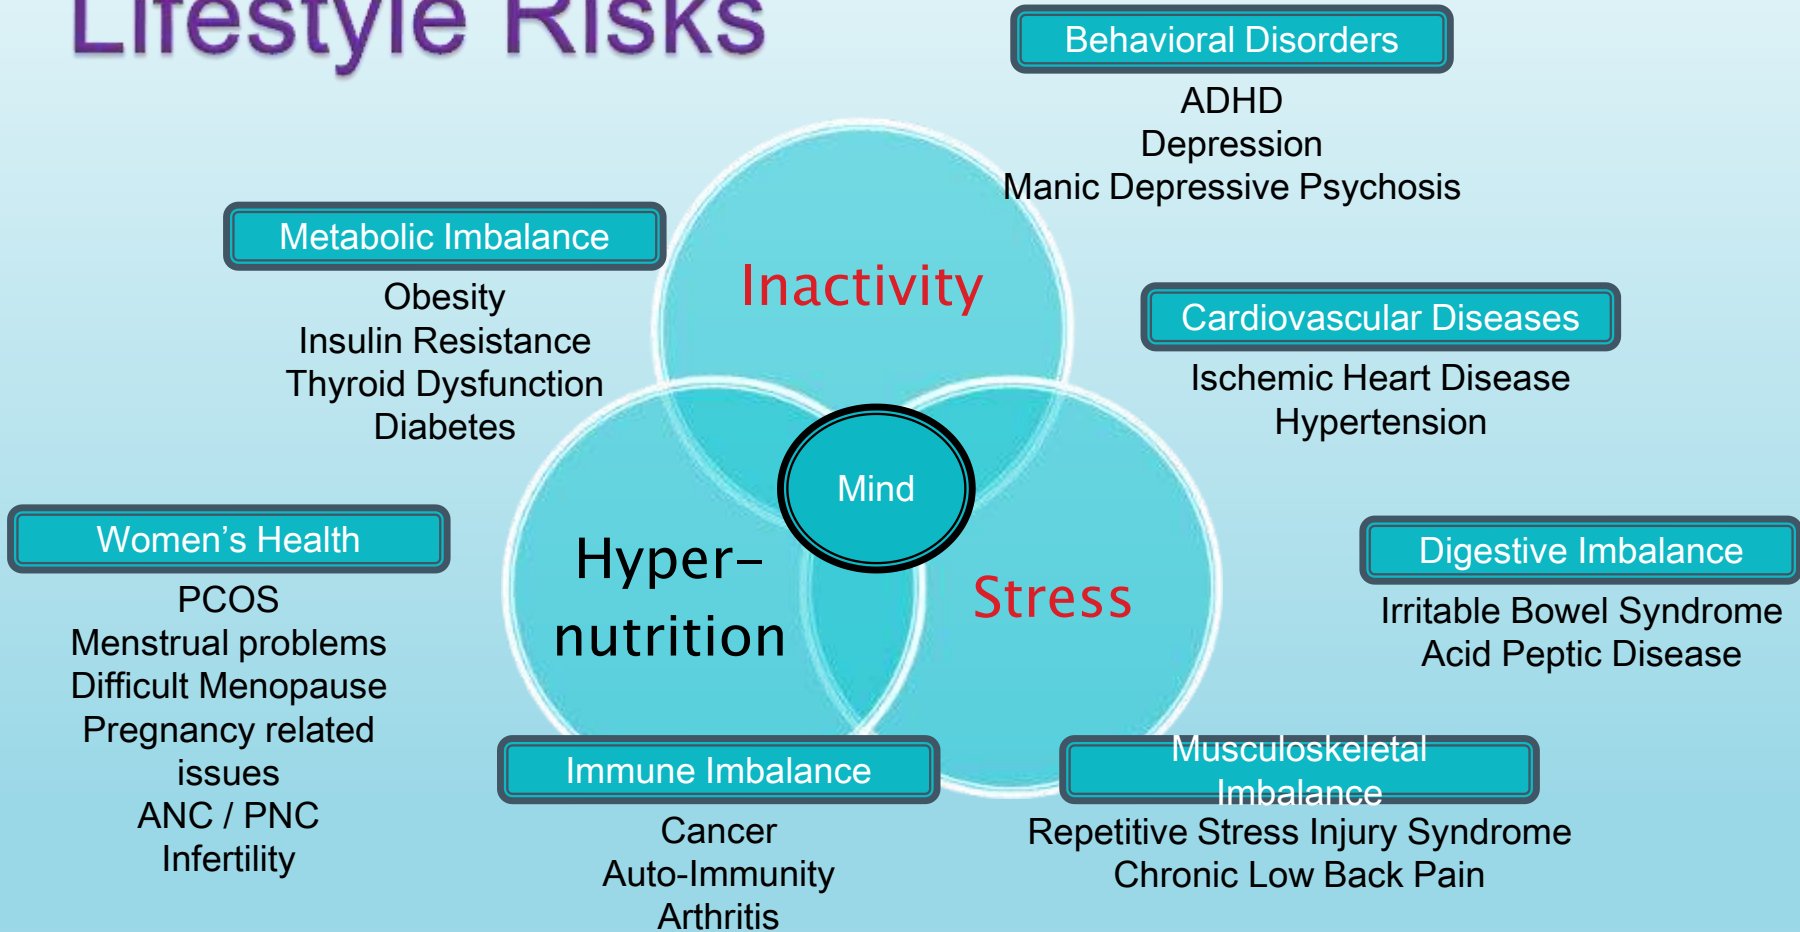 Lifestyle Risks
Behavioral Disorders
ADHD
Depression
Manic Depressive Psychosis
Metabolic Imbalance
Obesity
Insulin Resistance
Thyroid Dysfunction
Diabetes
Inactivity
Cardiovascular Diseases
Ischemic Heart Disease
Hypertension
Mind
Women’s Health
PCOS
Menstrual problems
Difficult Menopause
Pregnancy related
issues
ANC / PNC
Infertility
Hyper–
nutrition
Stress
Digestive Imbalance
Irritable Bowel Syndrome
Acid Peptic Disease
Immune Imbalance
Cancer
Auto-Immunity
Arthritis
Musculoskeletal
Imbalance
Repetitive Stress Injury Syndrome
Chronic Low Back Pain